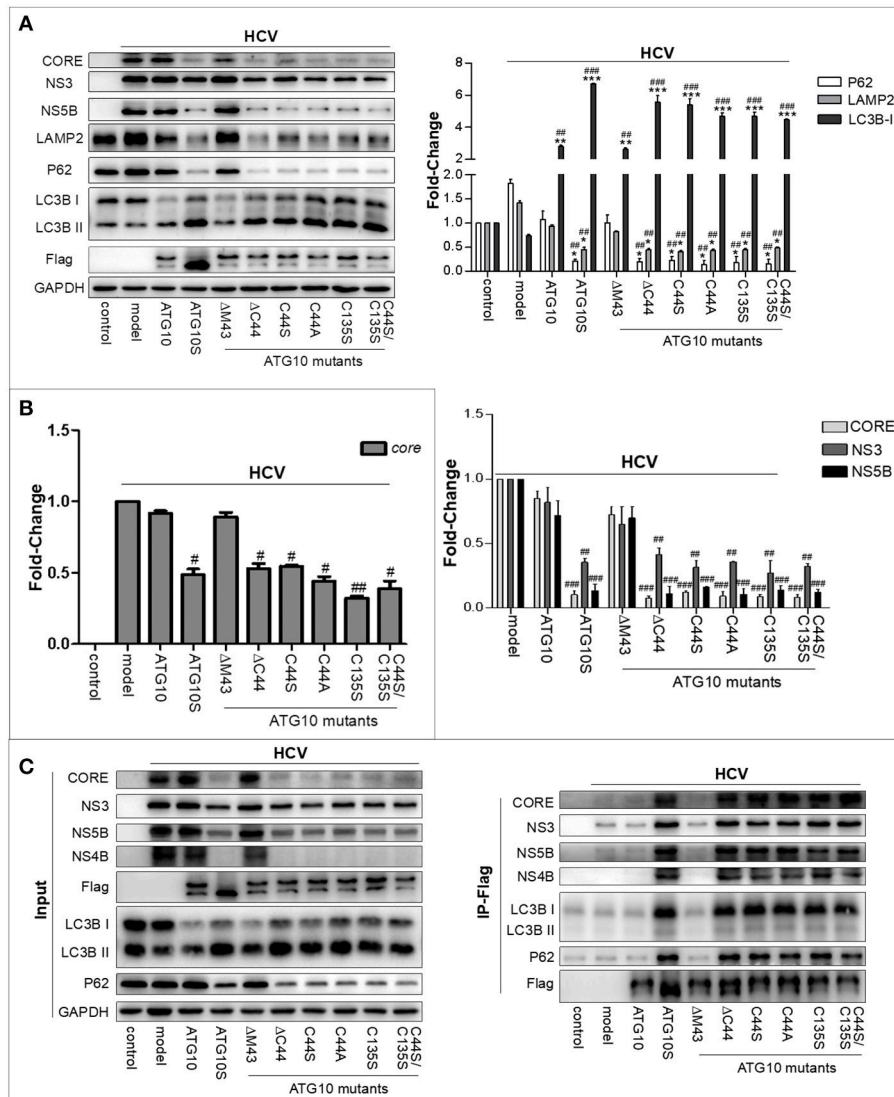 A
HCV
CORE
NS3
NS5B
LAMP2
P62
LC3B I
LC3B II
Flag
GAPDH
control
model
ATG10
ATG10S
ΔM43
ΔC44
C44S
C44A
C135S
C44S/
C135S
ATG10 mutants
HCV
P62
LAMP2
LC3B-I
Fold-Change
8
6
4
2
2.0
1.5
1.0
0.5
0.0
##
**
###
***
##
**
###
***
###
***
###
***
###
***
###
***
##
*
##
*
##
*
##
*
##
*
##
*
##
*
##
*
##
*
##
*
##
*
##
*
control
model
ATG10
ATG10S
ΔM43
ΔC44
C44S
C44A
C135S
C44S/
C135S
ATG10 mutants
B
core
HCV
Fold-Change
1.5
1.0
0.5
0.0
#
#
#
#
##
#
control
model
ATG10
ATG10S
ΔM43
ΔC44
C44S
C44A
C135S
C44S/
C135S
ATG10 mutants
CORE
NS3
NS5B
HCV
Fold-Change
1.5
1.0
0.5
0.0
###
##
###
###
##
###
###
##
###
###
##
###
###
##
###
###
##
###
model
ATG10
ATG10S
ΔM43
ΔC44
C44S
C44A
C135S
C44S/
C135S
ATG10 mutants
C
HCV
Input
CORE
NS3
NS5B
NS4B
Flag
LC3B I
LC3B II
P62
GAPDH
control
model
ATG10
ATG10S
ΔM43
ΔC44
C44S
C44A
C135S
C44S/
C135S
ATG10 mutants
HCV
IP-Flag
CORE
NS3
NS5B
NS4B
LC3B I
LC3B II
P62
Flag
control
model
ATG10
ATG10S
ΔM43
ΔC44
C44S
C44A
C135S
C44S/
C135S
ATG10 mutants